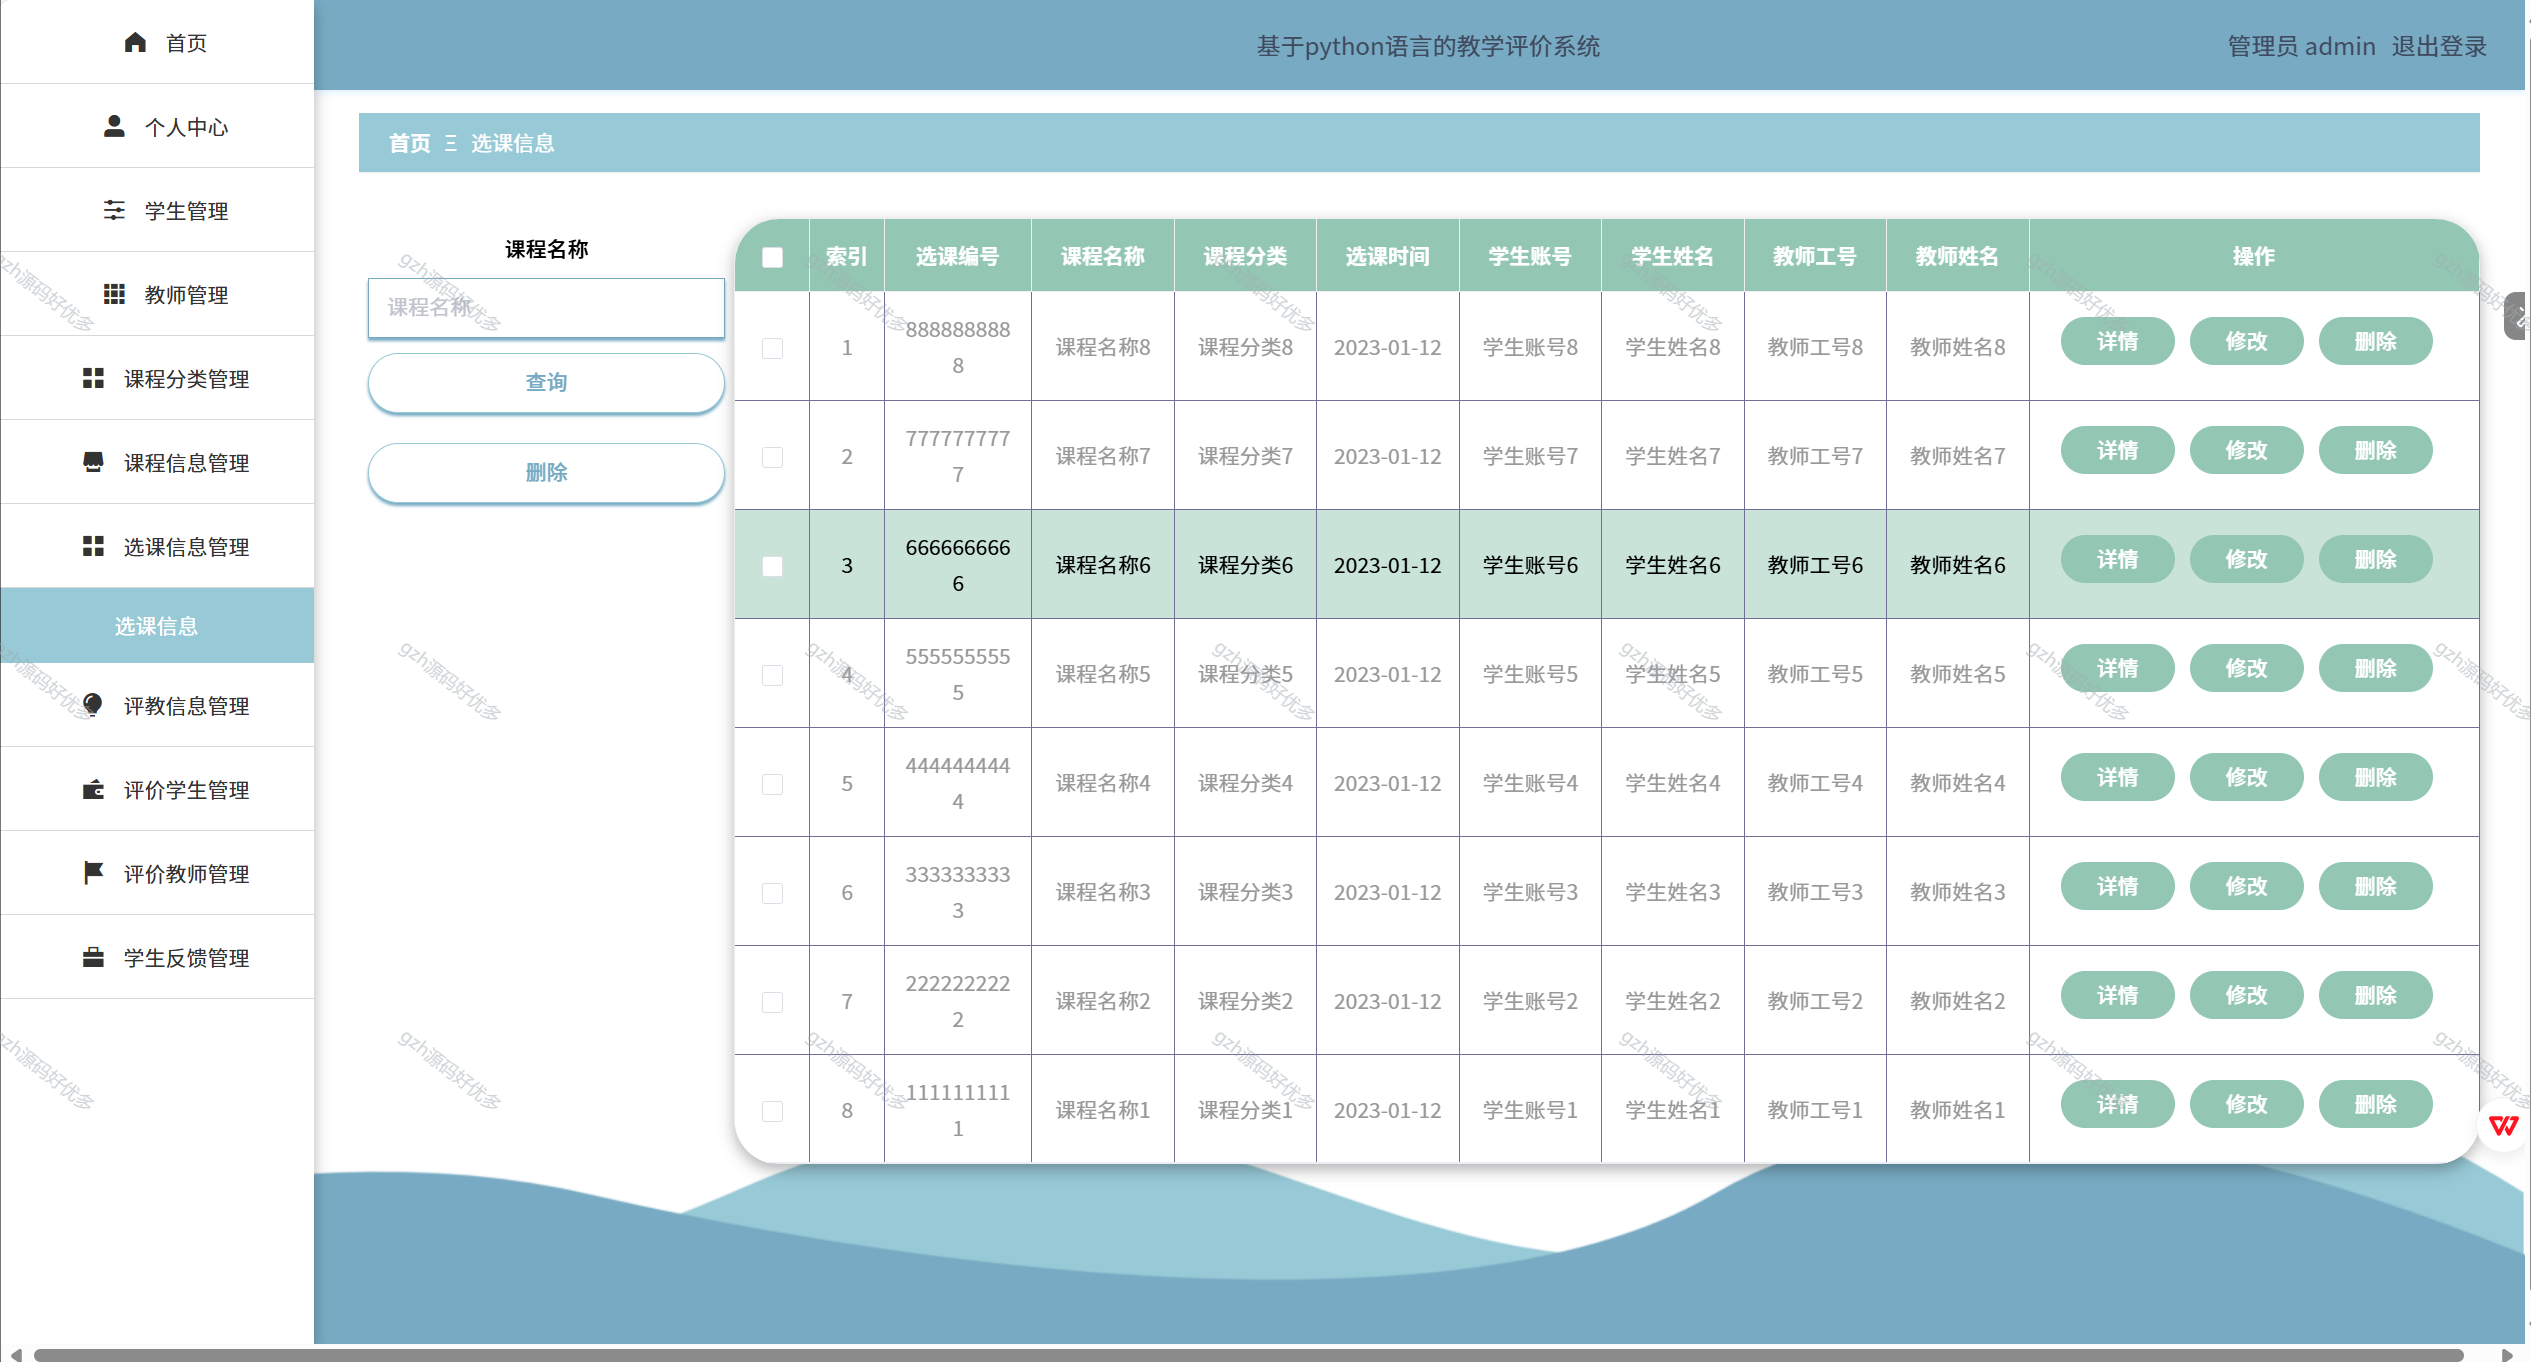 基于python语言的教学评价系统
管理员 admin 退出登录
首页
个人中心
学生管理
教师管理
课程分类管理
课程信息管理
选课信息管理
选课信息
评教信息管理
评价学生管理
评价教师管理
学生反馈管理
首页 Ξ 选课信息
课程名称
课程名称
查询
删除
索引 选课编号 课程名称 课程分类 选课时间 学生账号 学生姓名 教师工号 教师姓名 操作
1 8888888888 课程名称8 课程分类8 2023-01-12 学生账号8 学生姓名8 教师工号8 教师姓名8 详情 修改 删除
2 7777777777 课程名称7 课程分类7 2023-01-12 学生账号7 学生姓名7 教师工号7 教师姓名7 详情 修改 删除
3 6666666666 课程名称6 课程分类6 2023-01-12 学生账号6 学生姓名6 教师工号6 教师姓名6 详情 修改 删除
4 5555555555 课程名称5 课程分类5 2023-01-12 学生账号5 学生姓名5 教师工号5 教师姓名5 详情 修改 删除
5 4444444444 课程名称4 课程分类4 2023-01-12 学生账号4 学生姓名4 教师工号4 教师姓名4 详情 修改 删除
6 3333333333 课程名称3 课程分类3 2023-01-12 学生账号3 学生姓名3 教师工号3 教师姓名3 详情 修改 删除
7 2222222222 课程名称2 课程分类2 2023-01-12 学生账号2 学生姓名2 教师工号2 教师姓名2 详情 修改 删除
8 1111111111 课程名称1 课程分类1 2023-01-12 学生账号1 学生姓名1 教师工号1 教师姓名1 详情 修改 删除
gzh源码好优多